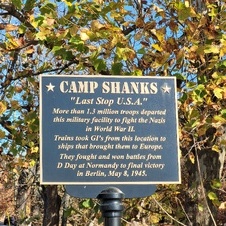 CAMP SHANKS
"Last Stop U.S.A."
More than 1.3 million troops departed
this military facility to fight the Nazis
in World War II.
Trains took GI's from this location to
ships that brought them to Europe.
They fought and won battles from
D Day at Normandy to final victory
in Berlin, May 8, 1945.